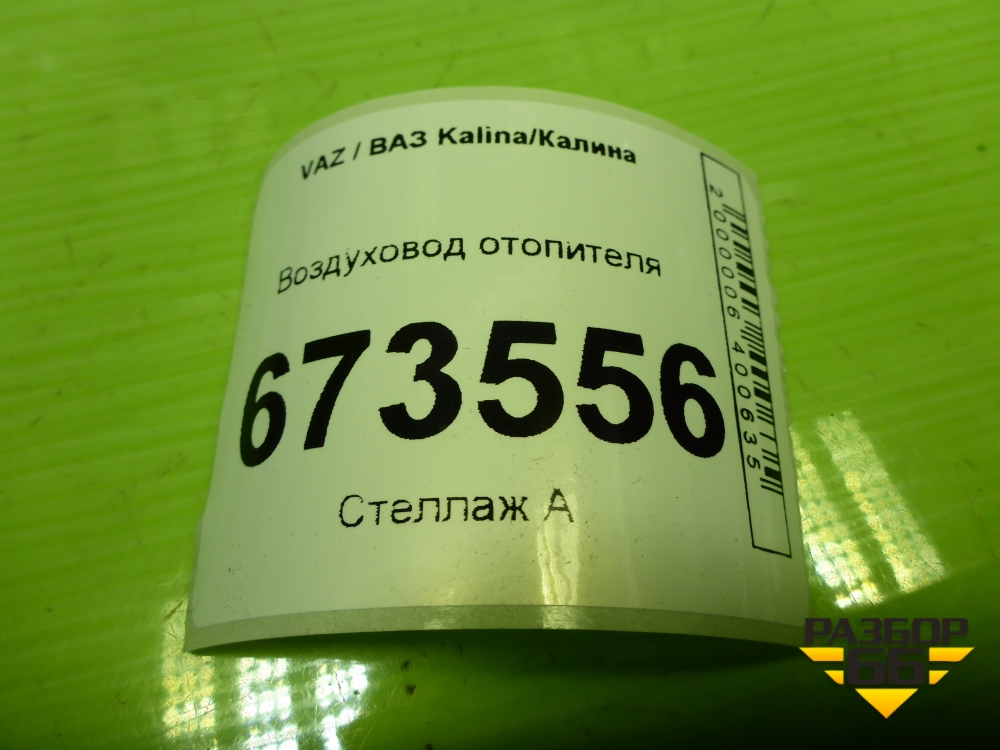 VAZ / ВАЗ Kalina/Калина
Воздуховод отопителя
673556
Стеллаж А
2000006400635
РАЗБОР
66